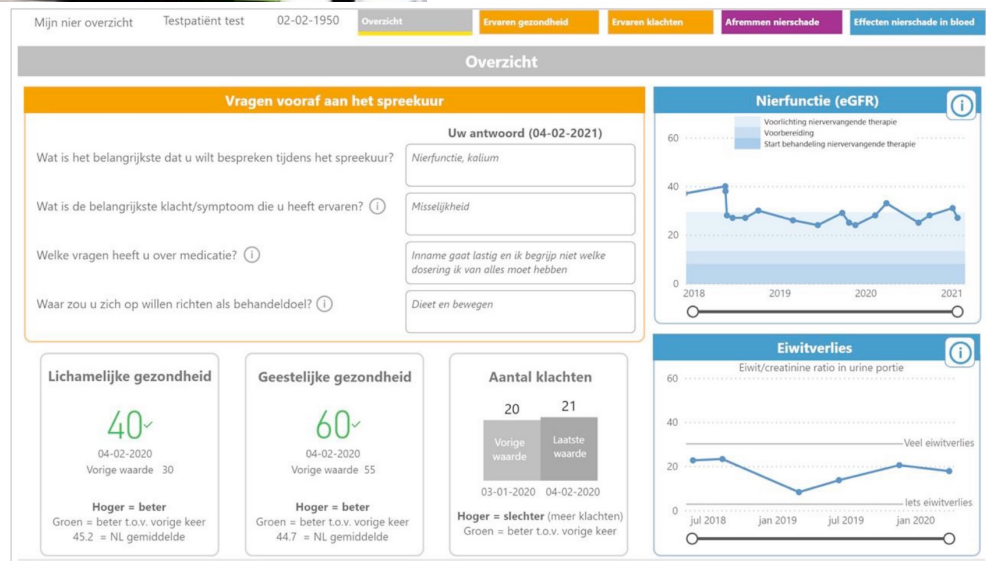 Mijn nier overzicht
Testpatiënt test
02-02-1950
Overzicht
Ervaren gezondheid
Ervaren klachten
Afremmen nierschade
Effecten nierschade in bloed
Overzicht
Vragen vooraf aan het spreekuur
Uw antwoord (04-02-2021)
Wat is het belangrijkste dat u wilt bespreken tijdens het spreekuur?
Nierfunctie, kalium
Wat is de belangrijkste klacht/symptoom die u heeft ervaren? i
Misselijkheid
Welke vragen heeft u over medicatie? i
Inname gaat lastig en ik begrijp niet welke
dosering ik van alles moet hebben
Waar zou u zich op willen richten als behandeldoel? i
Dieet en bewegen
Nierfunctie (eGFR)
i
Voorlichting niervervangende therapie
Voorbereiding
Start behandeling niervervangende therapie
60
40
20
0
2018 2019 2020 2021
Lichamelijke gezondheid
40
04-02-2020
Vorige waarde 30
Hoger = beter
Groen = beter t.o.v. vorige keer
45.2 = NL gemiddelde
Geestelijke gezondheid
60
04-02-2020
Vorige waarde 55
Hoger = beter
Groen = beter t.o.v. vorige keer
44.7 = NL gemiddelde
Aantal klachten
20 21
Vorige
waarde
Laatste
waarde
03-01-2020 04-02-2020
Hoger = slechter (meer klachten)
Groen = beter t.o.v. vorige keer
Eiwitverlies
i
Eiwit/creatinine ratio in urine portie
60
40
Veel eiwitverlies
20
Iets eiwitverlies
0
jul 2018 jan 2019 jul 2019 jan 2020